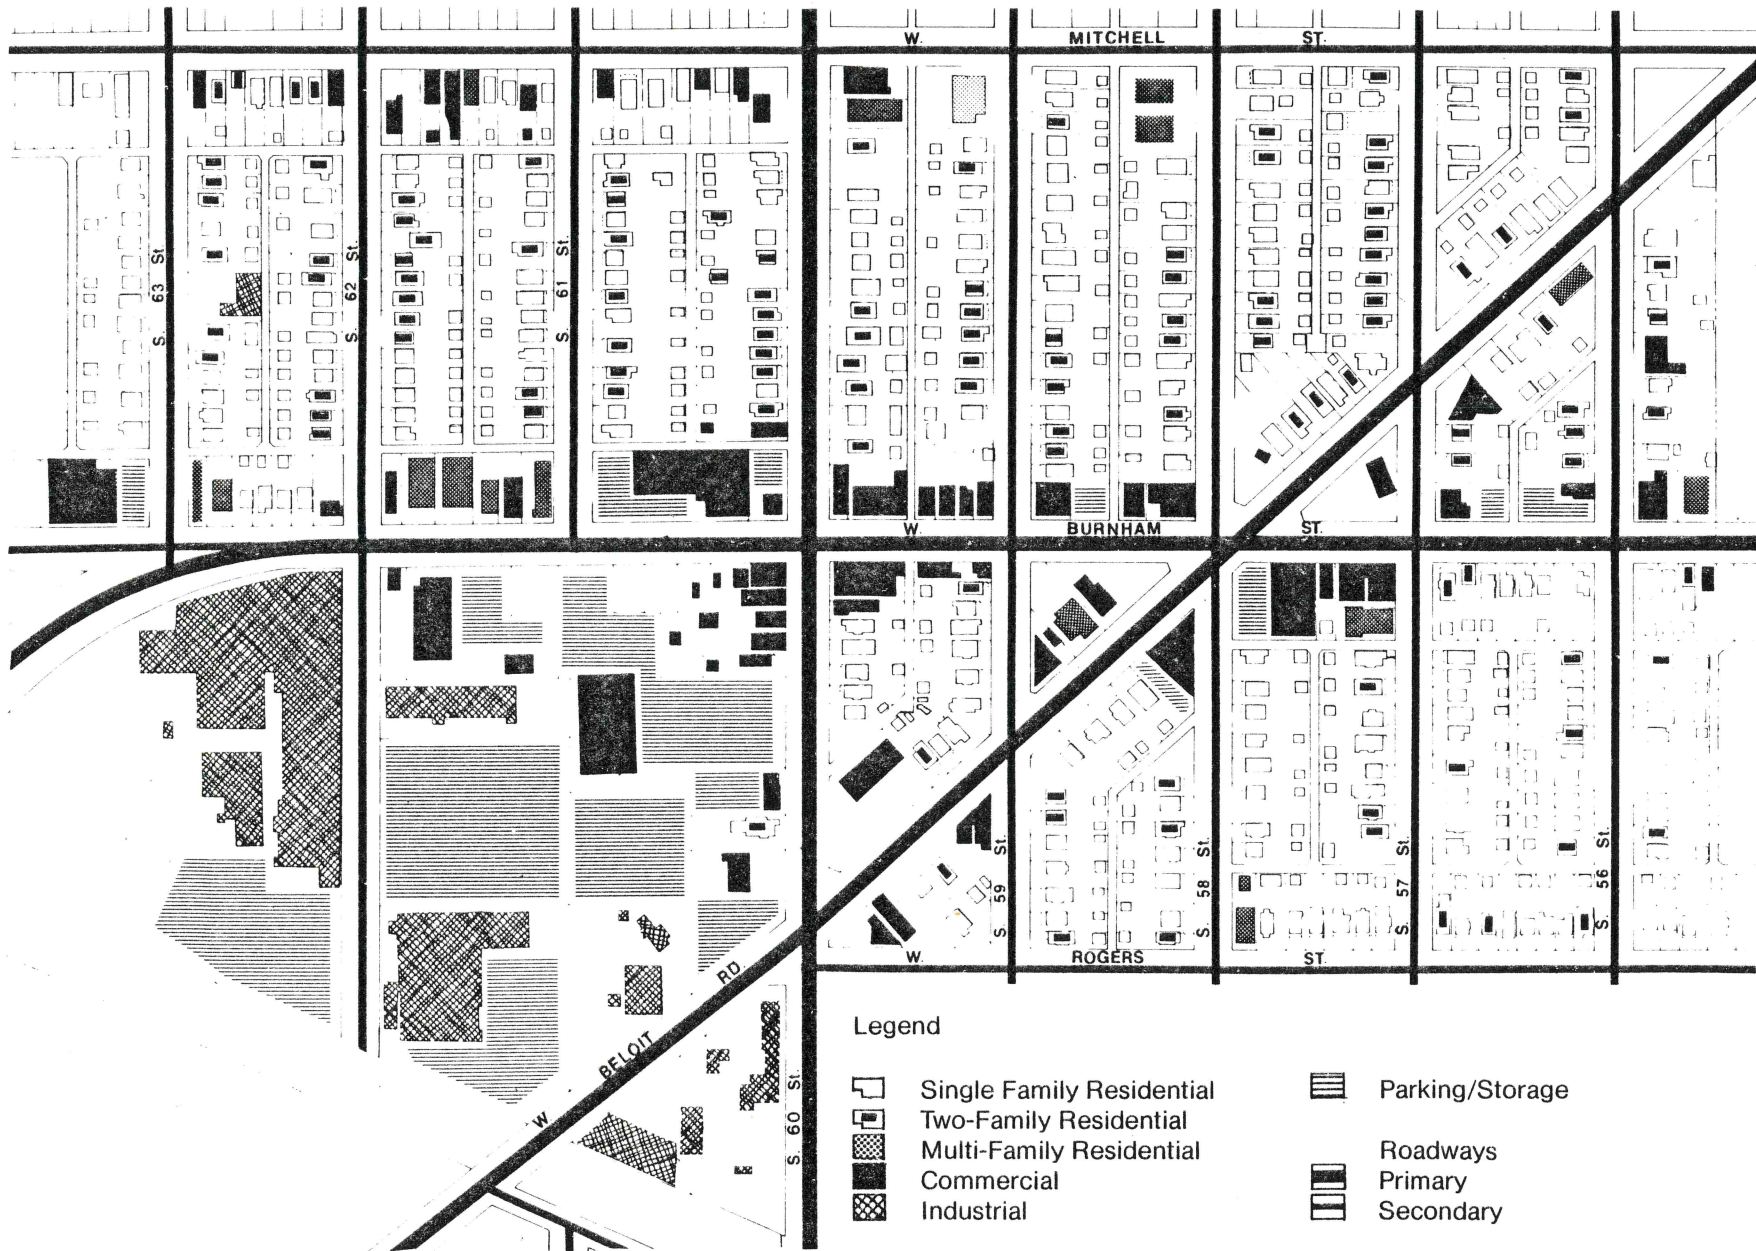 W. MITCHELL ST.
S. 63 St.
S. 62 St.
S. 61 St.
W. BURNHAM ST.
S. 59 St.
S. 58 St.
S. 57 St.
S. 56 St.
W. ROGERS ST.
W. BELOIT RD.
S. 60 St.
Legend
Single Family Residential
Two-Family Residential
Multi-Family Residential
Commercial
Industrial
Parking/Storage
Roadways
Primary
Secondary